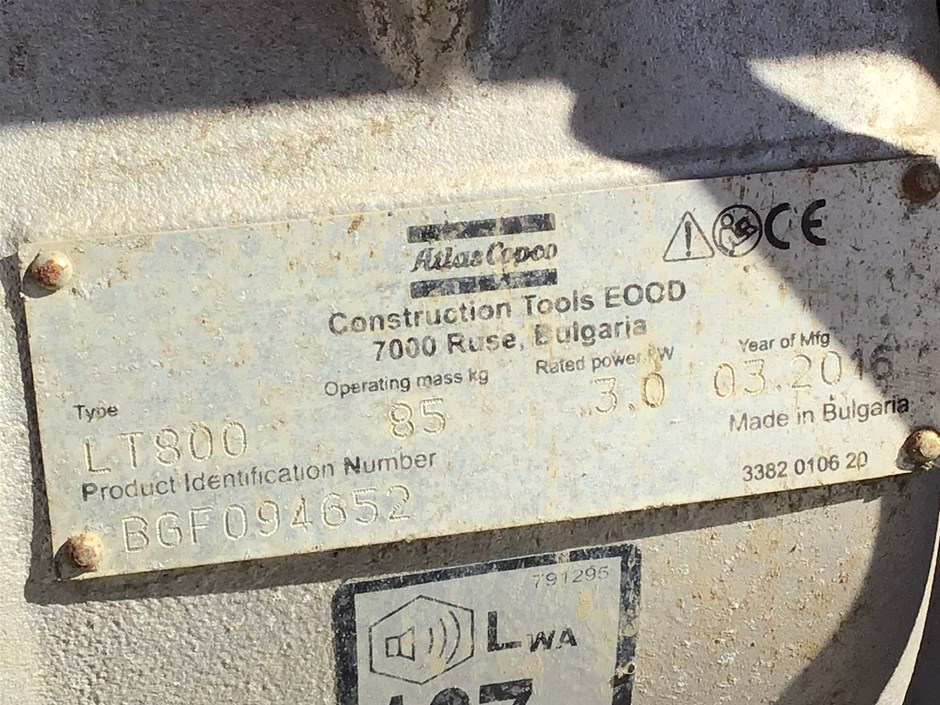 Atlas Copco
CE
Construction Tools EOOD
7000 Ruse, Bulgaria
Type
Operating mass kg
Rated power kW
Year of Mfg
LT800
85
3.0
03.2016
Product Identification Number
Made in Bulgaria
BGF094652
3382 0106 20
791295
LWA